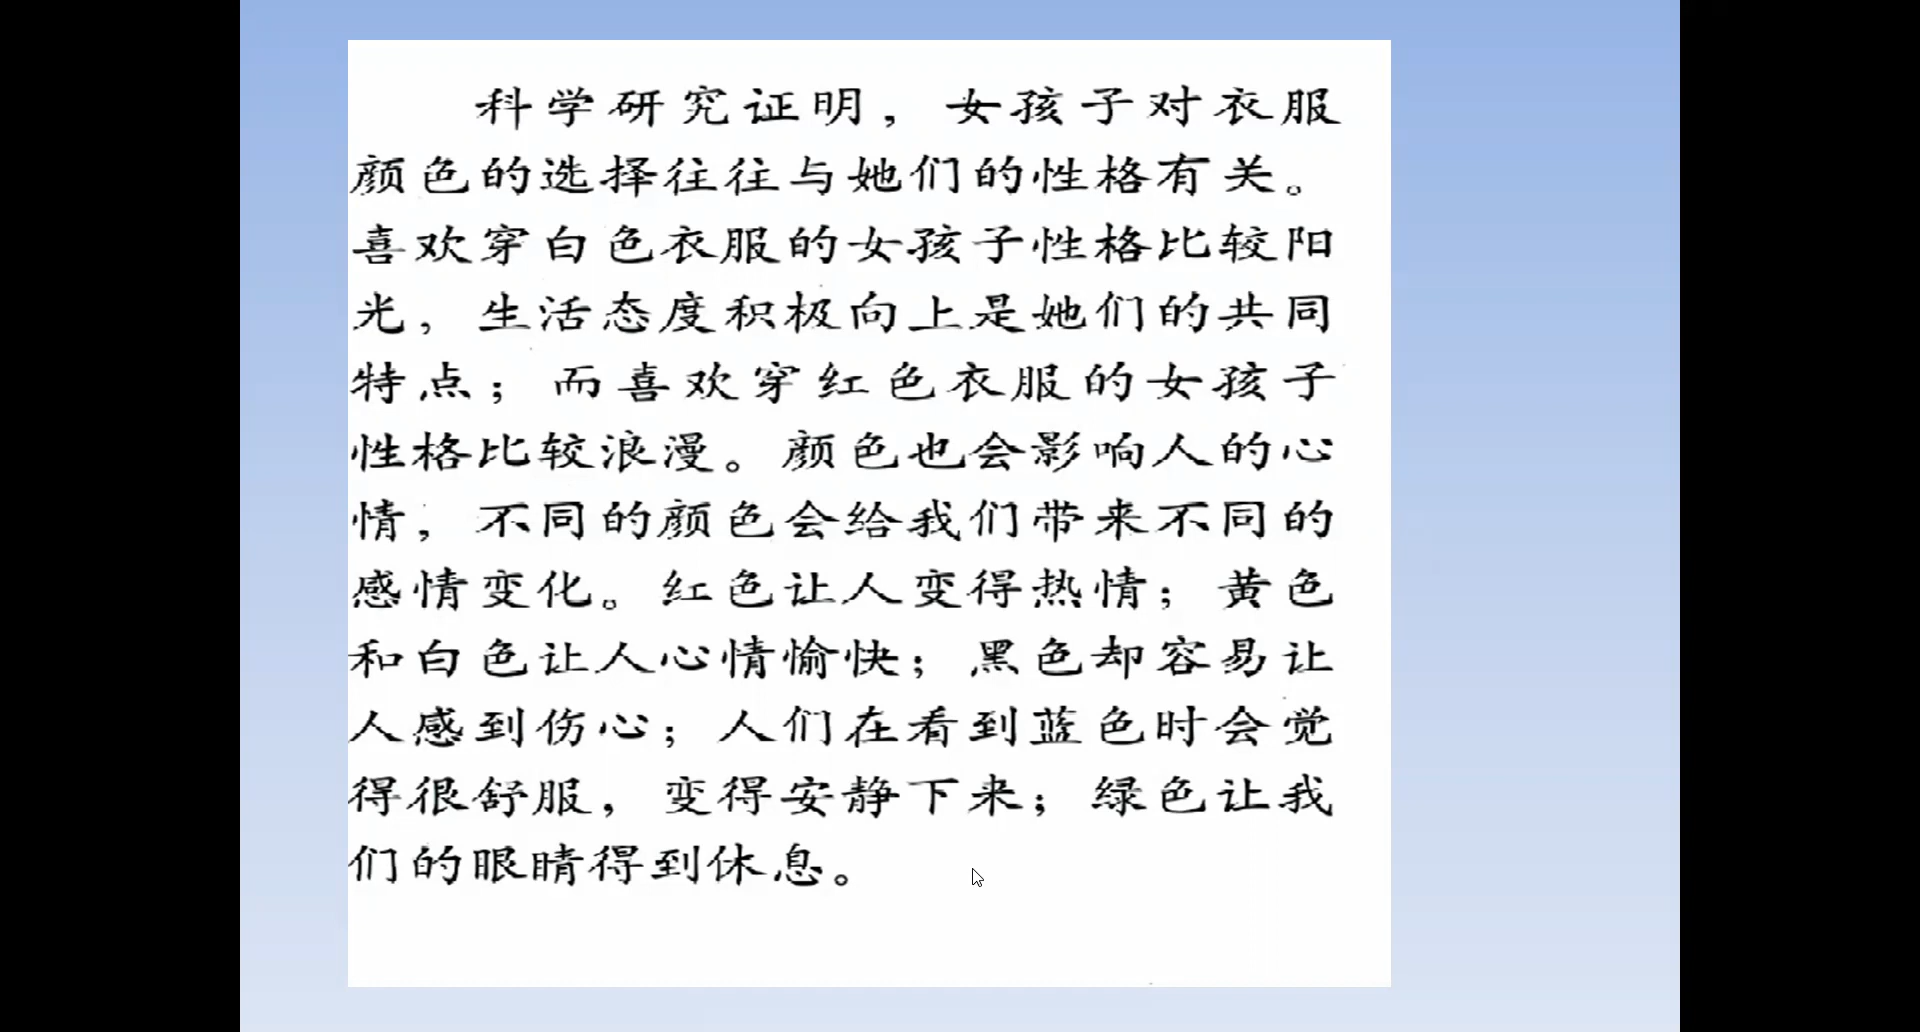 科学研究证明，女孩子对衣服
颜色的选择往往与她们的性格有关。
喜欢穿白色衣服的女孩子性格比较阳
光，生活态度积极向上是她们的共同
特点；而喜欢穿红色衣服的女孩子
性格比较浪漫。颜色也会影响人的心
情，不同的颜色会给我们带来不同的
感情变化。红色让人变得热情；黄色
和白色让人心情愉快；黑色却容易让
人感到伤心；人们在看到蓝色时会觉
得很舒服，变得安静下来；绿色让我
们的眼睛得到休息。